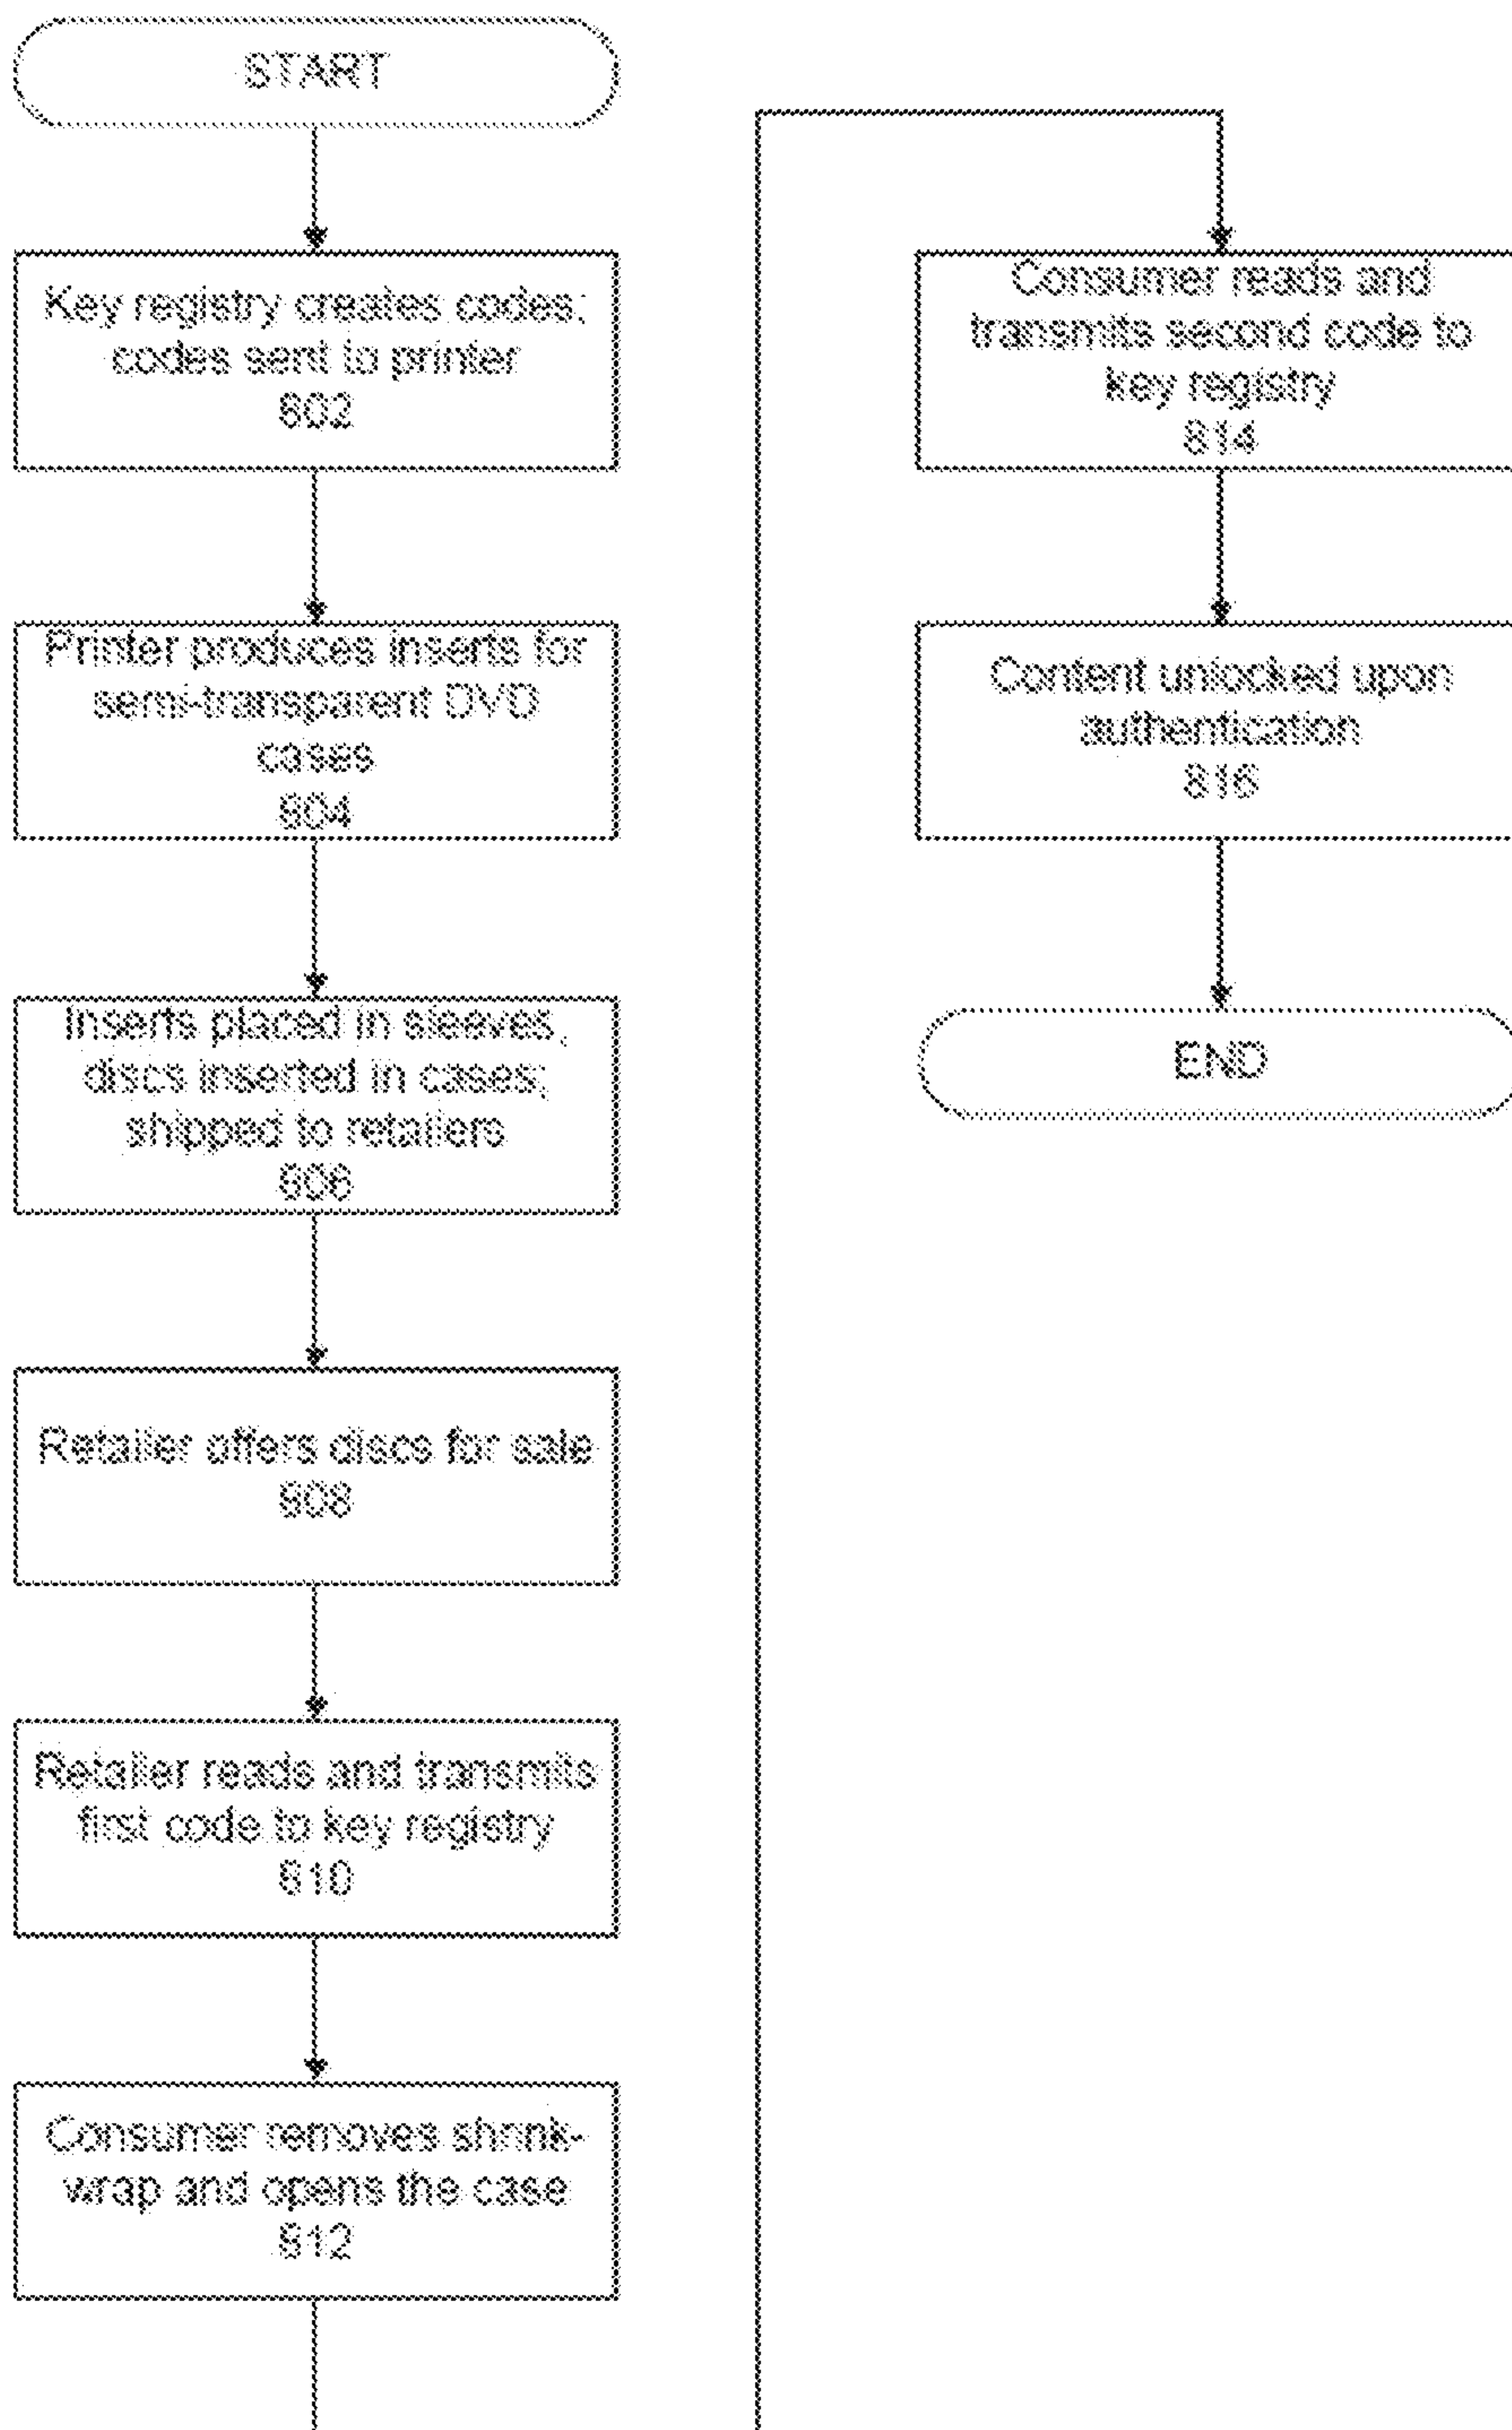 START
Key registry creates codes;
codes sent to printer
802
Printer produces inserts for
semi-transparent DVD
cases
804
Inserts placed in sleeves,
discs inserted in cases;
shipped to retailers
806
Retailer offers discs for sale
808
Retailer reads and transmits
first code to key registry
810
Consumer removes shrink-
wrap and opens the case
812
Consumer reads and
transmits second code to
key registry
814
Content unlocked upon
authentication
816
END